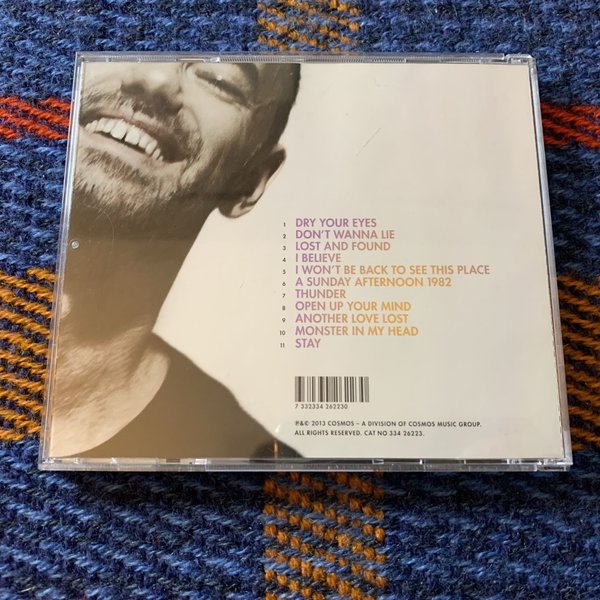 1 DRY YOUR EYES
2 DON'T WANNA LIE
3 LOST AND FOUND
4 I BELIEVE
5 I WON'T BE BACK TO SEE THIS PLACE
6 A SUNDAY AFTERNOON 1982
7 THUNDER
8 OPEN UP YOUR MIND
9 ANOTHER LOVE LOST
10 MONSTER IN MY HEAD
11 STAY
7 332334 262230
℗&© 2013 COSMOS – A DIVISION OF COSMOS MUSIC GROUP.
ALL RIGHTS RESERVED. CAT NO 334 26223.